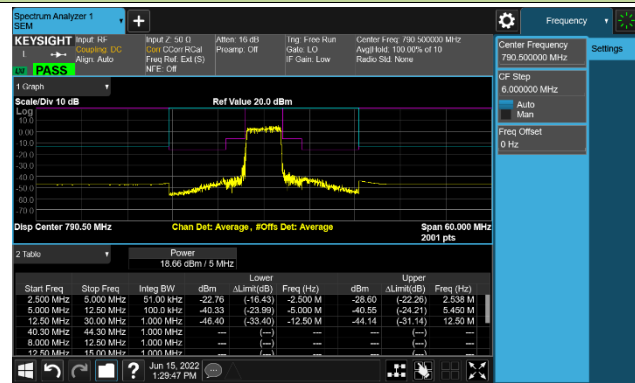 Spectrum Analyzer 1
SEM
+
Frequency
KEYSIGHT
Input: RF
Coupling: DC
Align: Auto
Input Z: 50 Ω
Corr CCorr RCal
Freq Ref: Ext (S)
NFE: Off
Atten: 16 dB
Preamp: Off
Trig: Free Run
Gate: LO
IF Gain: Low
Center Freq: 790.500000 MHz
Avg|Hold: 100.00% of 10
Radio Std: None
L
LM PASS
Center Frequency
790.500000 MHz
Settings
CF Step
6.000000 MHz
Auto
Man
Freq Offset
0 Hz
1 Graph
Scale/Div 10 dB
Ref Value 20.0 dBm
Log
10.0
0.00
-10.0
-20.0
-30.0
-40.0
-50.0
-60.0
-70.0
Disp Center 790.50 MHz
Chan Det: Average , #Offs Det: Average
Span 60.000 MHz
2001 pts
2 Table
Power
18.66 dBm / 5 MHz
Lower Upper
Start Freq Stop Freq Integ BW dBm ΔLimit(dB) Freq (Hz) dBm ΔLimit(dB) Freq (Hz)
2.500 MHz 5.000 MHz 51.00 kHz -22.76 (-16.43) -2.500 M -28.60 (-22.26) 2.538 M
5.000 MHz 12.50 MHz 100.0 kHz -40.33 (-23.99) -5.000 M -40.55 (-24.21) 5.450 M
12.50 MHz 30.00 MHz 1.000 MHz -46.40 (-33.40) -12.50 M -44.14 (-31.14) 12.50 M
40.30 MHz 44.30 MHz 1.000 MHz --- (---) --- (---)
8.000 MHz 12.50 MHz 1.000 MHz --- (---) --- (---)
12.50 MHz 15.00 MHz 1.000 MHz --- (---) --- (---)
?
Jun 15, 2022
1:29:47 PM